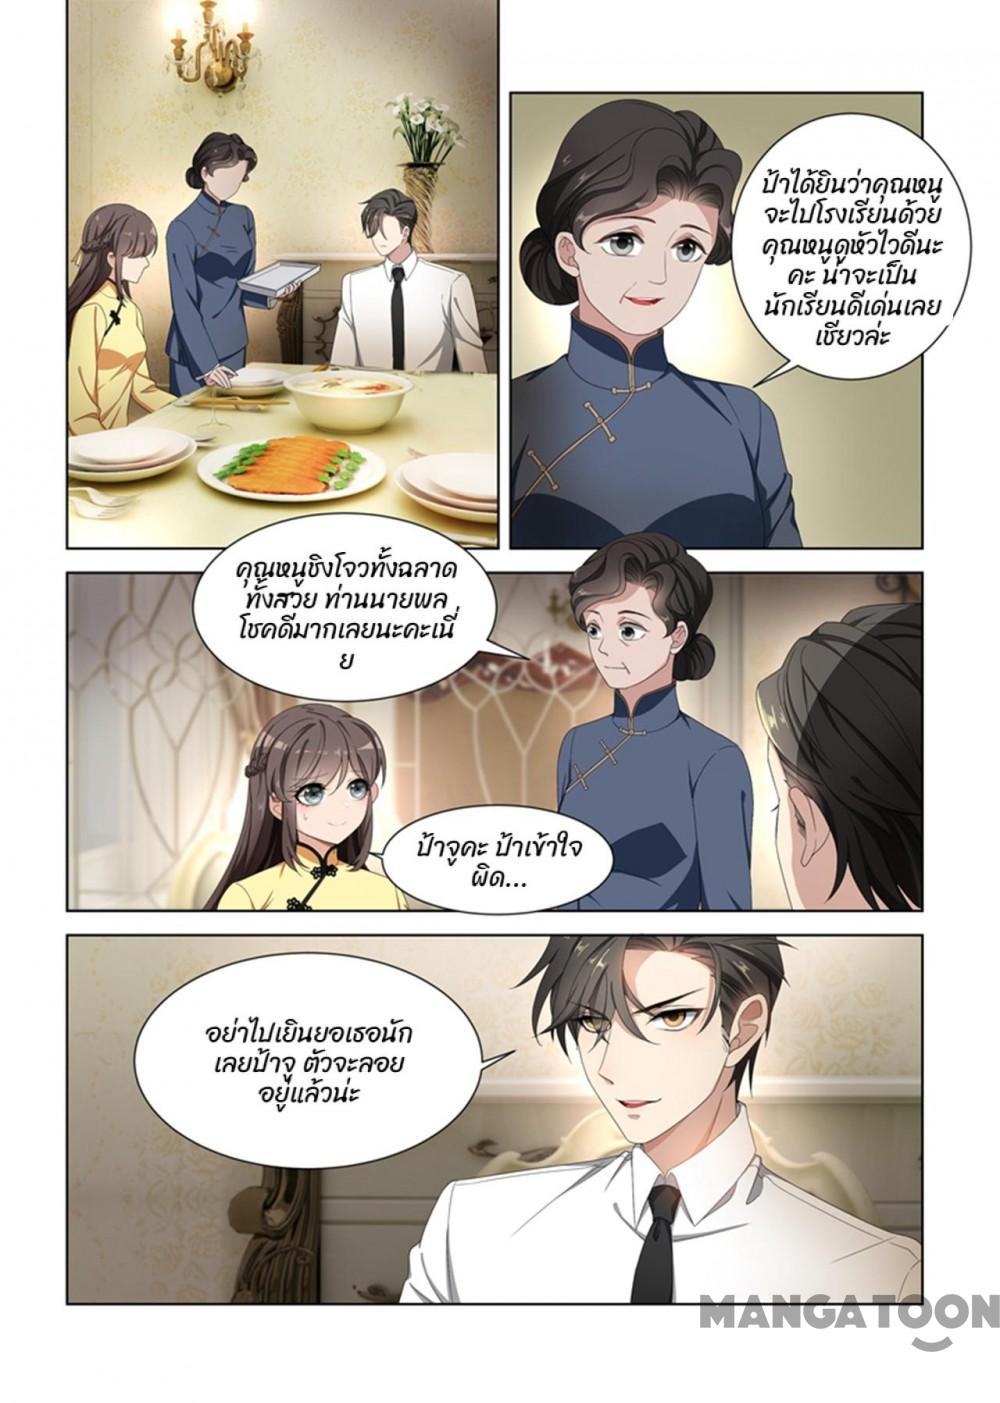 ป้าได้ยินว่าคุณหนู
จะไปโรงเรียนด้วย
คุณหนูดูหัวไวดีนะ
คะ น่าจะเป็น
นักเรียนดีเด่นเลย
เชียวล่ะ
คุณหนูชิงโจวทั้งฉลาด
ทั้งสวย ท่านนายพล
โชคดีมากเลยนะคะเนี่
ย
ป้าจูคะ ป้าเข้าใจ
ผิด...
อย่าไปเยินยอเธอนัก
เลยป้าจู ตัวจะลอย
อยู่แล้วน่ะ
MANGATOON